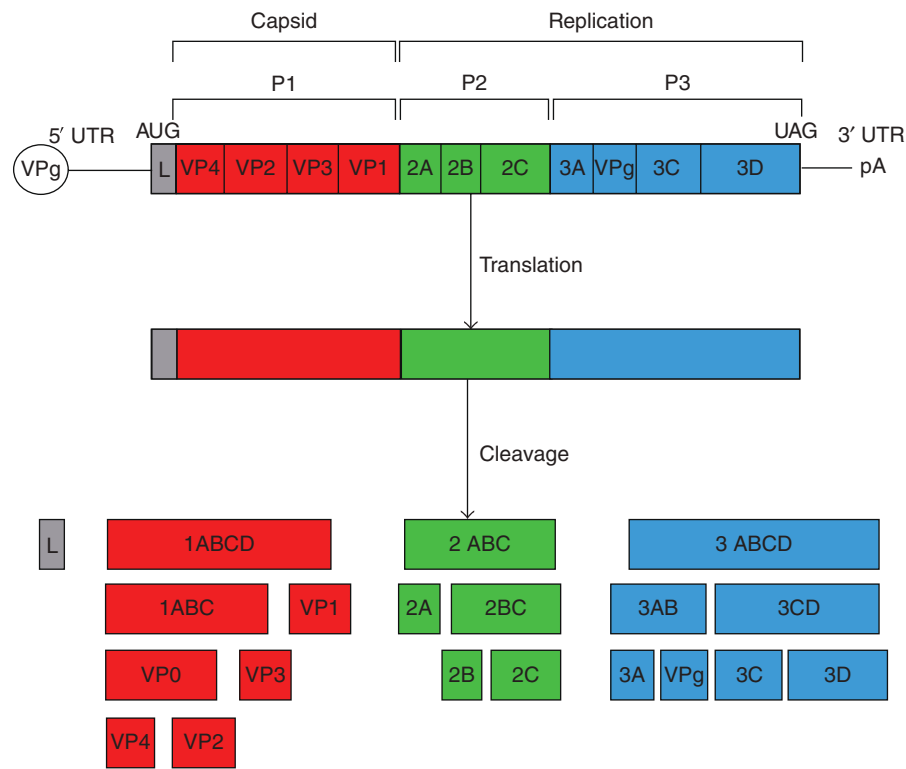 Capsid Replication
P1 P2 P3
5′ UTR AUG UAG 3′ UTR
VPg L VP4 VP2 VP3 VP1 2A 2B 2C 3A VPg 3C 3D pA
Translation
Cleavage
L 1ABCD 2 ABC 3 ABCD
1ABC VP1 2A 2BC 3AB 3CD
VP0 VP3 2B 2C 3A VPg 3C 3D
VP4 VP2